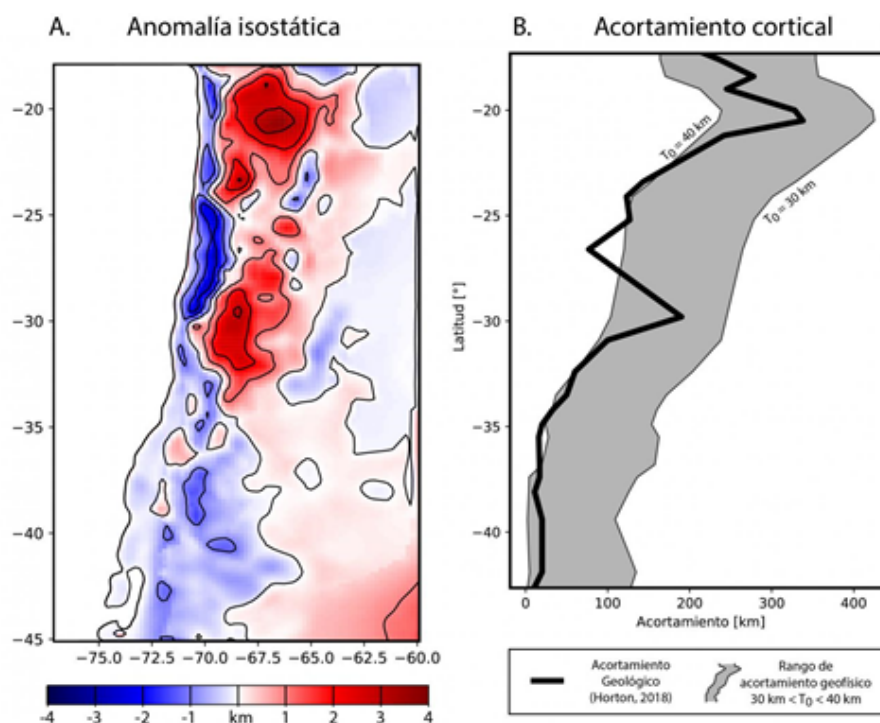 A. Anomalía isostática
B. Acortamiento cortical
−20
−25
−30
−35
−40
−45
−75.0 −72.5 −70.0 −67.5 −65.0 −62.5 −60.0
-4 -3 -2 -1 km 1 2 3 4
−20
−25
−30
−35
−40
Latitud [°]
T0 = 40 km
T0 = 30 km
0 100 200 300 400
Acortamiento [km]
Acortamiento
Geológico
(Horton, 2018)
Rango de
acortamiento geofísico
30 km < T0 < 40 km